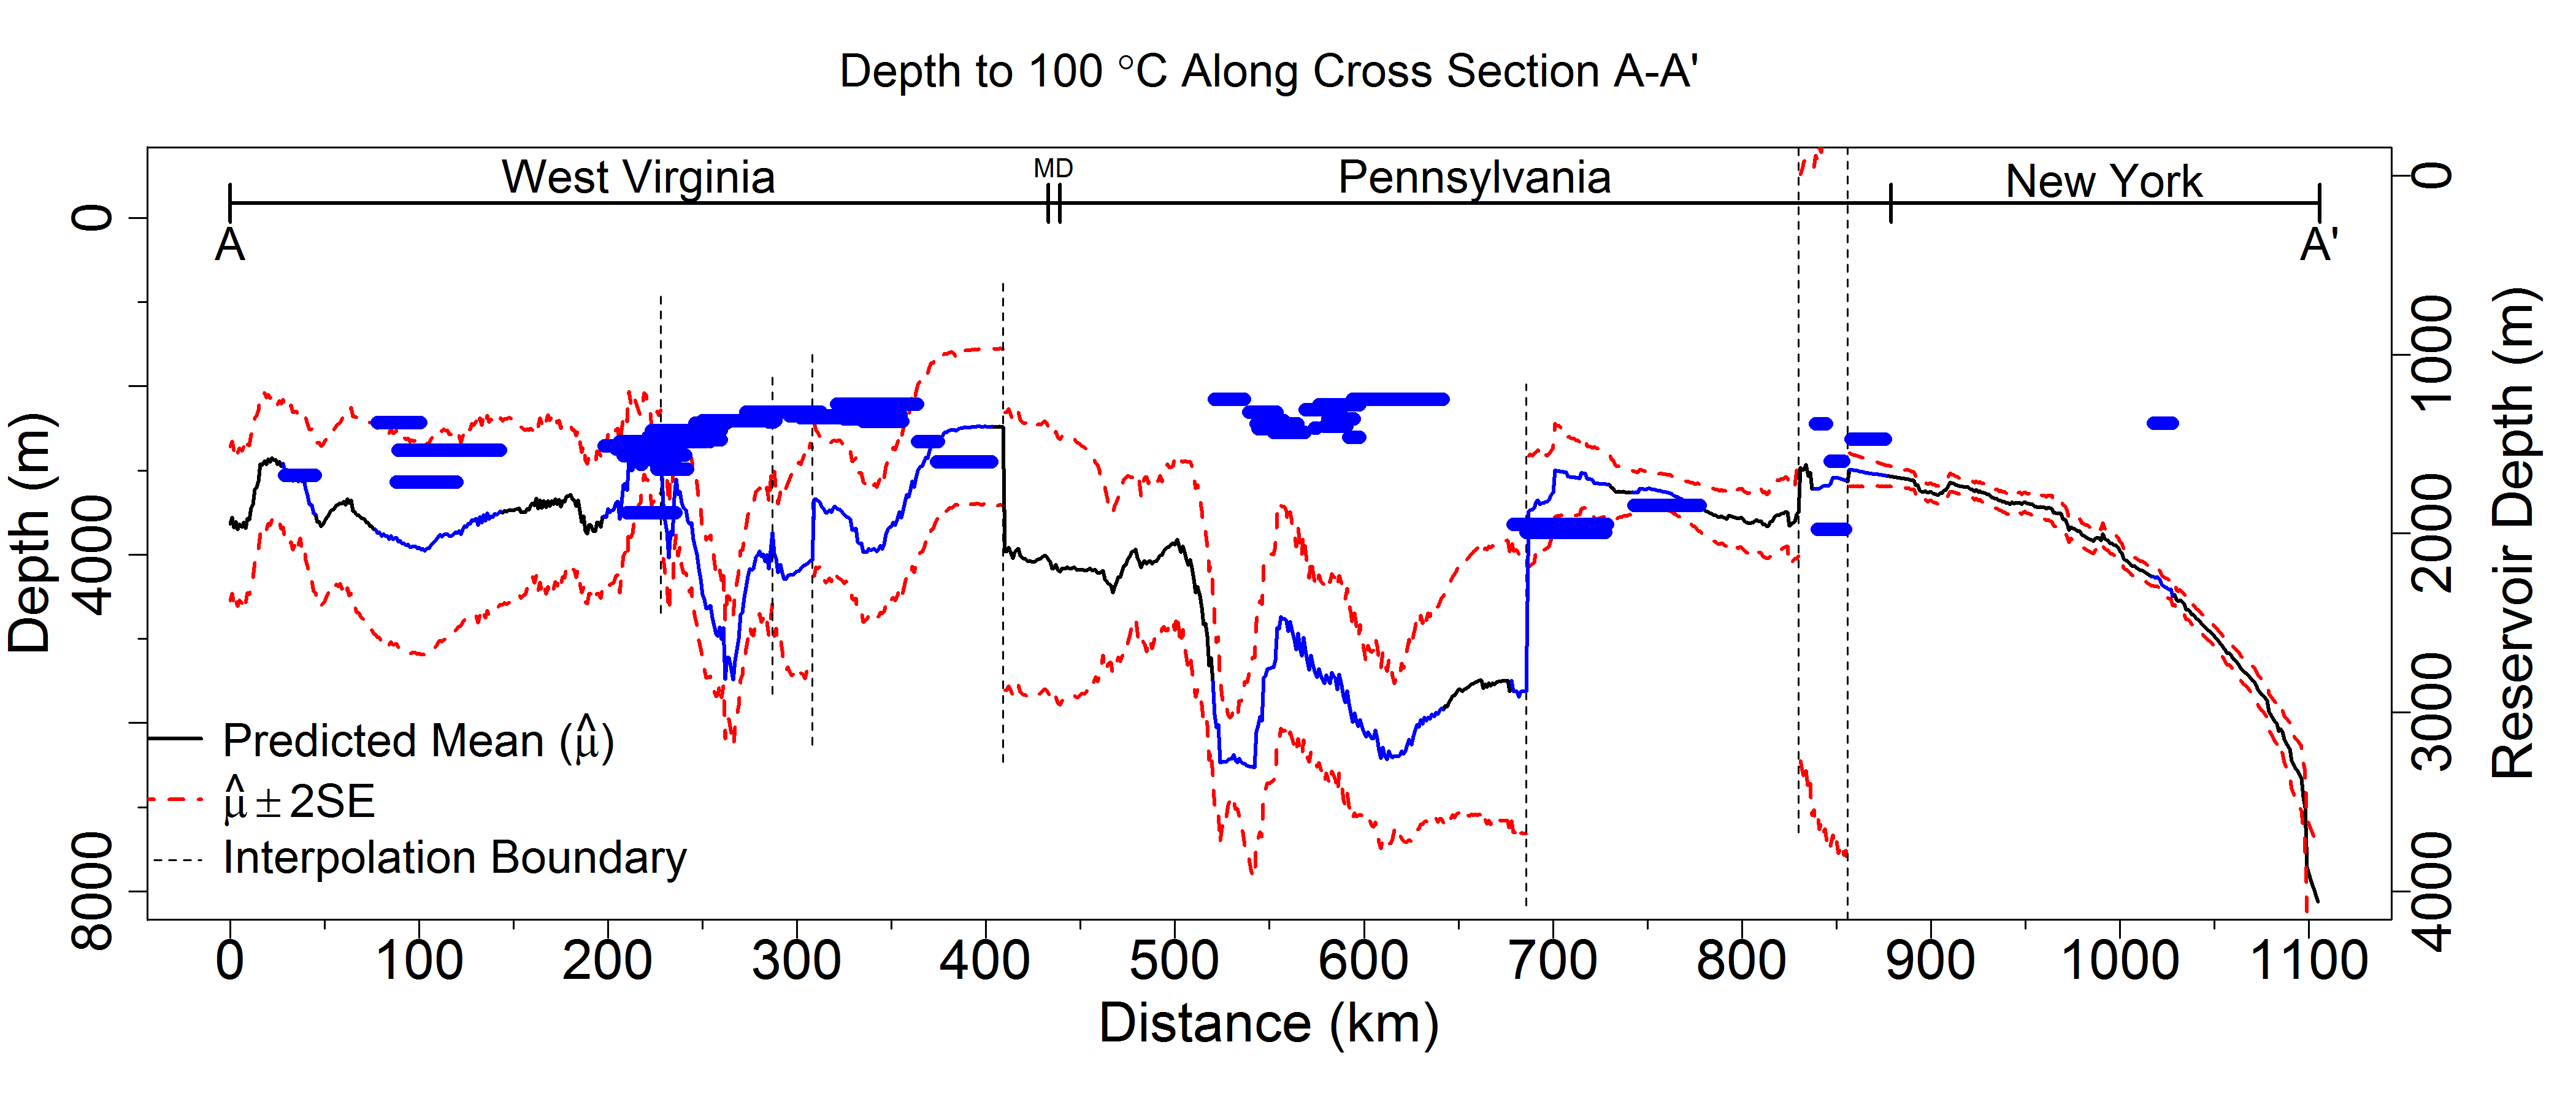 Depth to 100 °C Along Cross Section A-A'
West Virginia
MD
Pennsylvania
New York
A
A'
Depth (m)
0
4000
8000
Reservoir Depth (m)
0
1000
2000
3000
4000
Predicted Mean (μ̂)
μ̂ ± 2SE
Interpolation Boundary
0 100 200 300 400 500 600 700 800 900 1000 1100
Distance (km)